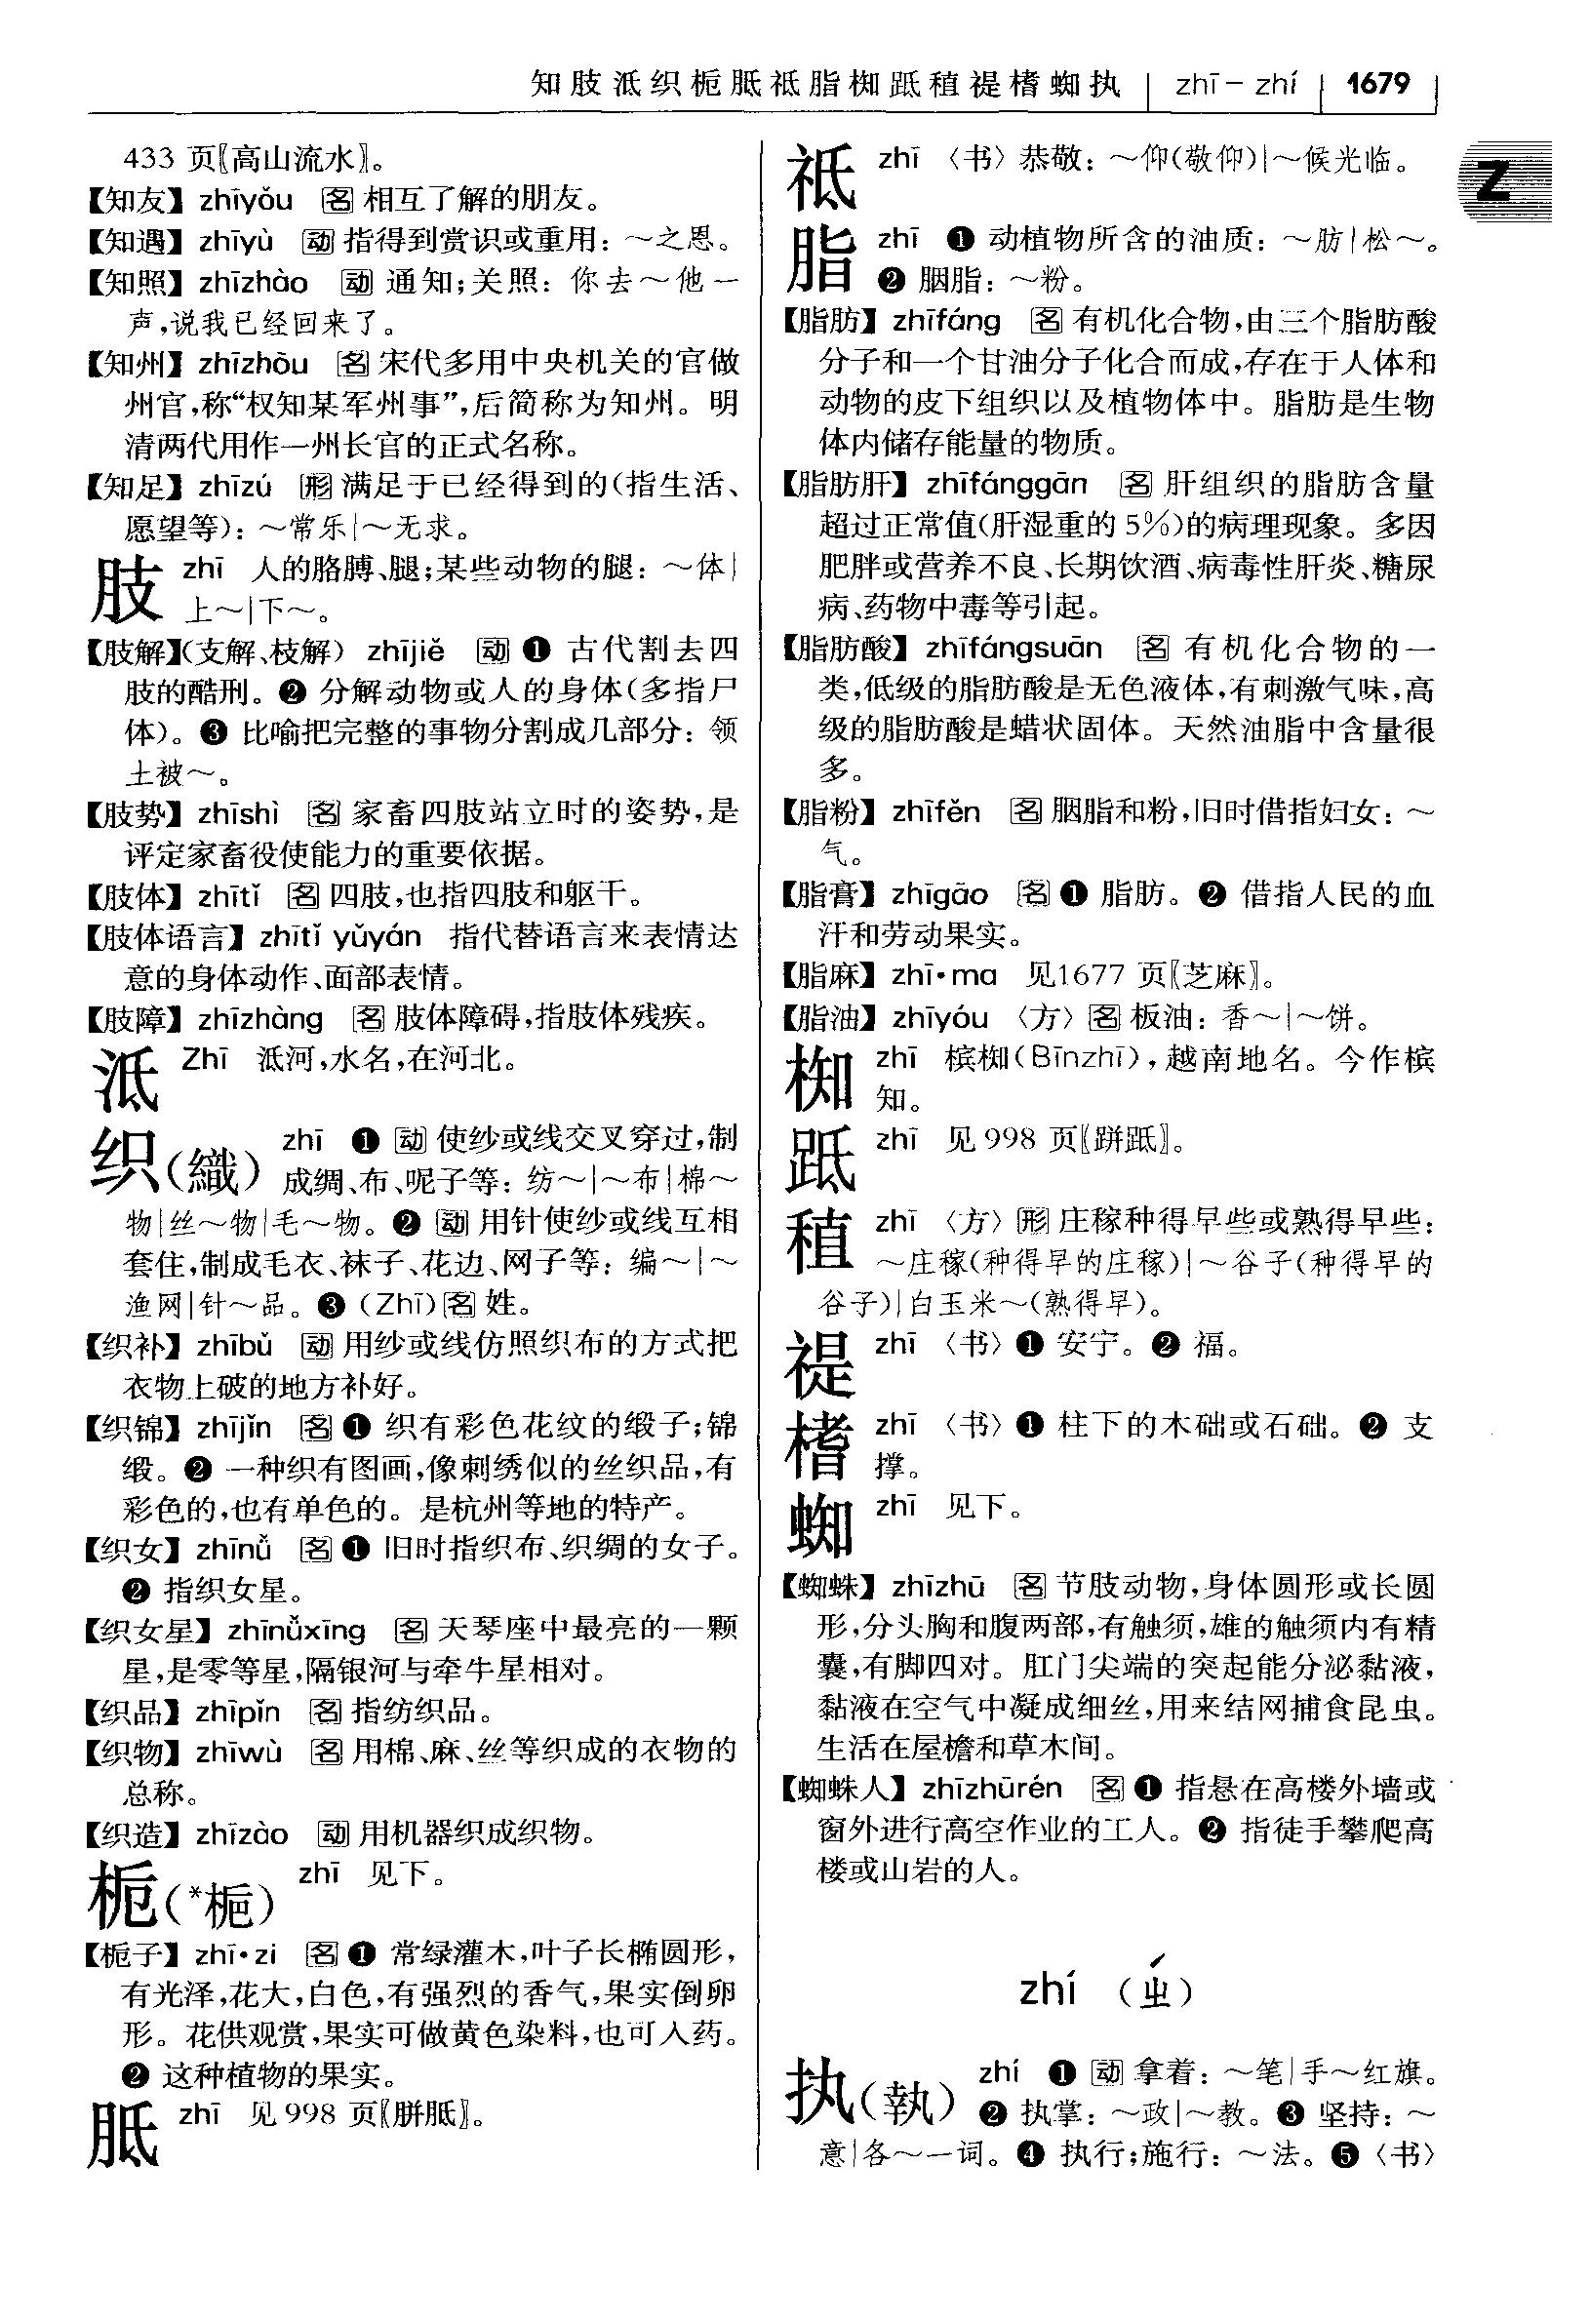 知肢泜织栀胝祗脂椥跖稙禔榰蜘执 zhī－zhí 1679
Z
433 页〖高山流水〗。
【知友】 zhīyǒu 名 相互了解的朋友。
【知遇】 zhīyù 动 指得到赏识或重用：～之恩。
【知照】 zhīzhào 动 通知；关照：你去～他一
声，说我已经回来了。
【知州】 zhīzhōu 名 宋代多用中央机关的官做
州官，称“权知某军州事”，后简称为知州。明
清两代用作一州长官的正式名称。
【知足】 zhīzú 形 满足于已经得到的(指生活、
愿望等)：～常乐|～无求。
肢 zhī 人的胳膊、腿；某些动物的腿：～体|
上～|下～。
【肢解】(支解、枝解) zhījiě 动 ❶ 古代割去四
肢的酷刑。❷ 分解动物或人的身体(多指尸
体)。❸ 比喻把完整的事物分割成几部分：领
土被～。
【肢势】 zhīshì 名 家畜四肢站立时的姿势，是
评定家畜役使能力的重要依据。
【肢体】 zhītǐ 名 四肢，也指四肢和躯干。
【肢体语言】 zhītǐ yǔyán 指代替语言来表情达
意的身体动作、面部表情。
【肢障】 zhīzhàng 名 肢体障碍，指肢体残疾。
泜 Zhī 泜河，水名，在河北。
织(織) zhī ❶ 动 使纱或线交叉穿过，制
成绸、布、呢子等：纺～|～布|棉～
物|丝～物|毛～物。❷ 动 用针使纱或线互相
套住，制成毛衣、袜子、花边、网子等：编～|～
渔网|针～品。❸ (Zhī) 名 姓。
【织补】 zhībǔ 动 用纱或线仿照织布的方式把
衣物上破的地方补好。
【织锦】 zhījǐn 名 ❶ 织有彩色花纹的缎子；锦
缎。❷ 一种织有图画，像刺绣似的丝织品，有
彩色的，也有单色的。是杭州等地的特产。
【织女】 zhīnǚ 名 ❶ 旧时指织布、织绸的女子。
❷ 指织女星。
【织女星】 zhīnǚxīng 名 天琴座中最亮的一颗
星，是零等星，隔银河与牵牛星相对。
【织品】 zhīpǐn 名 指纺织品。
【织物】 zhīwù 名 用棉、麻、丝等织成的衣物的
总称。
【织造】 zhīzào 动 用机器织成织物。
栀(*梔) zhī 见下。
【栀子】 zhī·zi 名 ❶ 常绿灌木，叶子长椭圆形，
有光泽，花大，白色，有强烈的香气，果实倒卵
形。花供观赏，果实可做黄色染料，也可入药。
❷ 这种植物的果实。
胝 zhī 见 998 页〖胼胝〗。
祗 zhī 〈书〉恭敬：～仰(敬仰)|～候光临。
脂 zhī ❶ 动植物所含的油质：～肪|松～。
❷ 胭脂：～粉。
【脂肪】 zhīfáng 名 有机化合物，由三个脂肪酸
分子和一个甘油分子化合而成，存在于人体和
动物的皮下组织以及植物体中。脂肪是生物
体内储存能量的物质。
【脂肪肝】 zhīfánggān 名 肝组织的脂肪含量
超过正常值(肝湿重的 5%)的病理现象。多因
肥胖或营养不良、长期饮酒、病毒性肝炎、糖尿
病、药物中毒等引起。
【脂肪酸】 zhīfángsuān 名 有机化合物的一
类，低级的脂肪酸是无色液体，有刺激气味，高
级的脂肪酸是蜡状固体。天然油脂中含量很
多。
【脂粉】 zhīfěn 名 胭脂和粉，旧时借指妇女：～
气。
【脂膏】 zhīgāo 名 ❶ 脂肪。❷ 借指人民的血
汗和劳动果实。
【脂麻】 zhī·ma 见1677 页〖芝麻〗。
【脂油】 zhīyóu 〈方〉名 板油：香～|～饼。
椥 zhī 槟椥(Bīnzhī)，越南地名。今作槟
知。
跖 zhī 见 998 页〖跰跖〗。
稙 zhī 〈方〉形 庄稼种得早些或熟得早些：
～庄稼(种得早的庄稼)|～谷子(种得早的
谷子)|白玉米～(熟得早)。
禔 zhī 〈书〉❶ 安宁。❷ 福。
榰 zhī 〈书〉❶ 柱下的木础或石础。❷ 支
撑。
蜘 zhī 见下。
【蜘蛛】 zhīzhū 名 节肢动物，身体圆形或长圆
形，分头胸和腹两部，有触须，雄的触须内有精
囊，有脚四对。肛门尖端的突起能分泌黏液，
黏液在空气中凝成细丝，用来结网捕食昆虫。
生活在屋檐和草木间。
【蜘蛛人】 zhīzhūrén 名 ❶ 指悬在高楼外墙或
窗外进行高空作业的工人。❷ 指徒手攀爬高
楼或山岩的人。
zhí (ㄓˊ)
执(執) zhí ❶ 动 拿着：～笔|手～红旗。
❷ 执掌：～政|～教。❸ 坚持：～
意|各～一词。❹ 执行；施行：～法。❺〈书〉